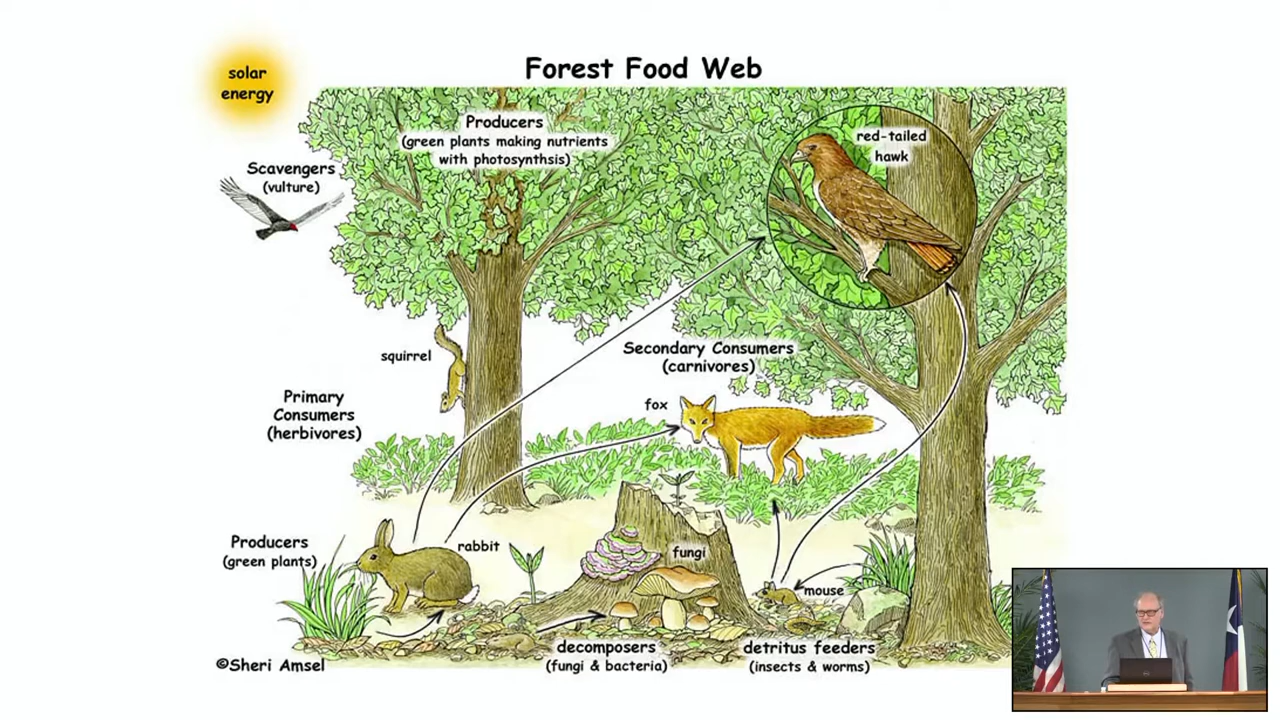 Forest Food Web
solar
energy
Producers
(green plants making nutrients
with photosynthsis)
red-tailed
hawk
Scavengers
(vulture)
squirrel
Secondary Consumers
(carnivores)
Primary
Consumers
(herbivores)
fox
Producers
(green plants)
rabbit
fungi
mouse
decomposers
(fungi & bacteria)
detritus feeders
(insects & worms)
©Sheri Amsel